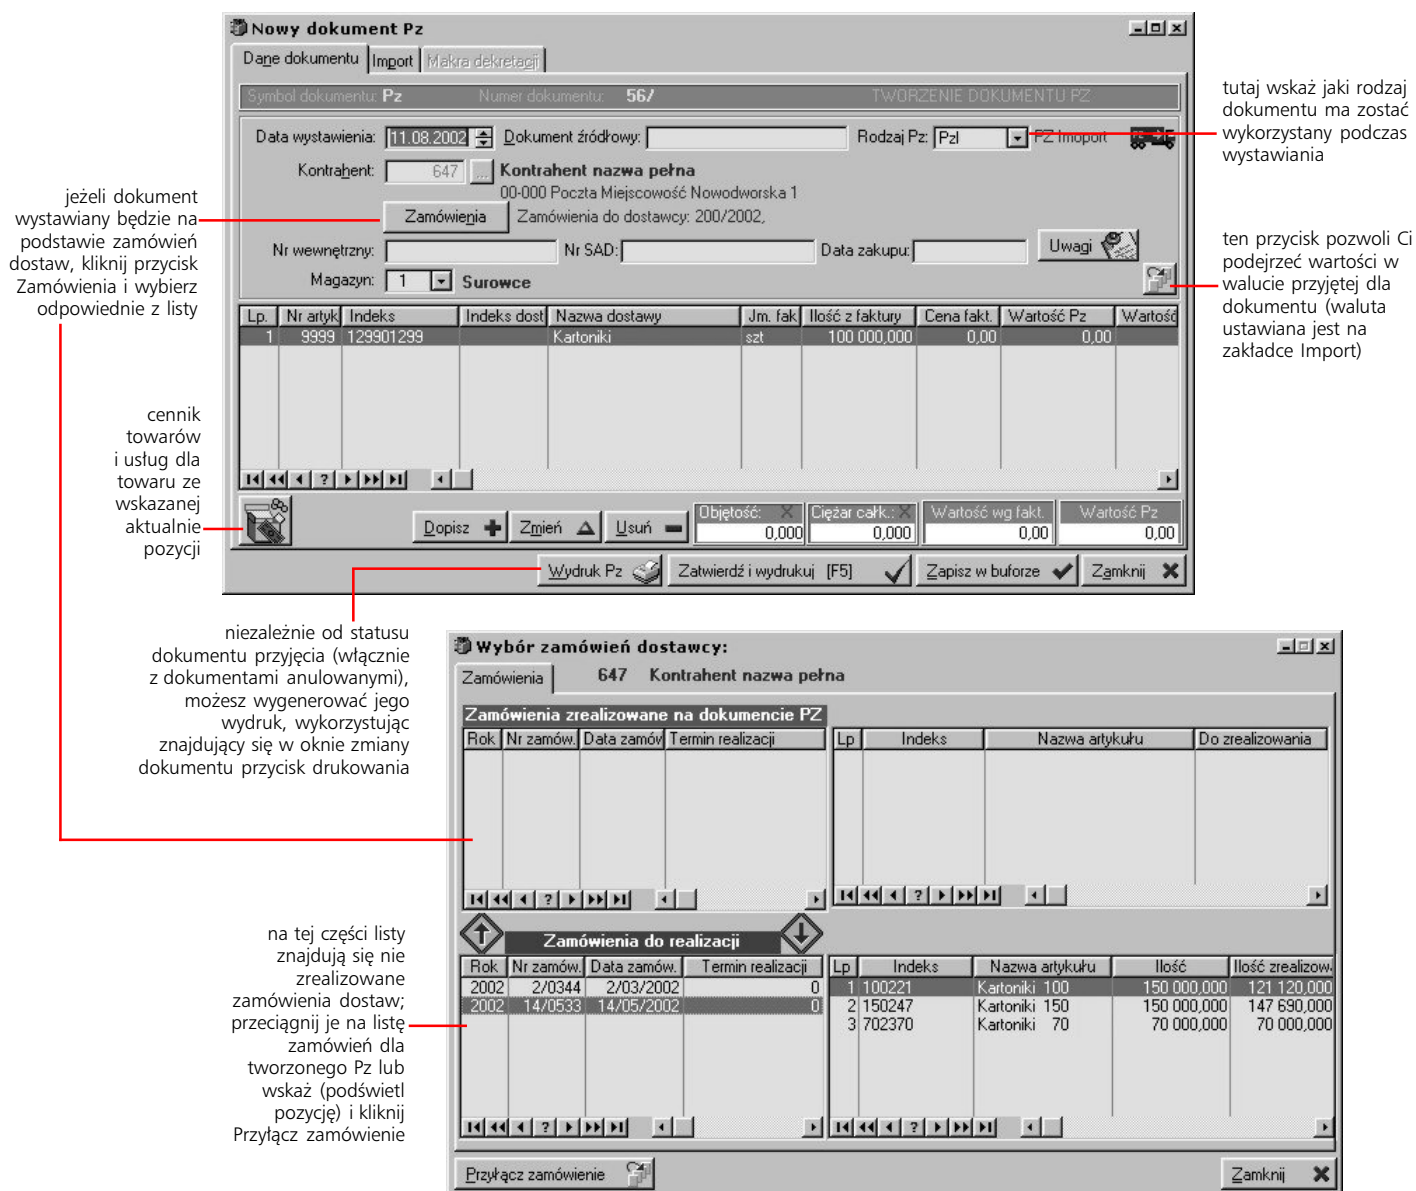 Nowy dokument Pz
Dane dokumentu Import Makra dekretacji
Symbol dokumentu: Pz Numer dokumentu: 56/ TWORZENIE DOKUMENTU PZ
Data wystawienia: 11.08.2002 Dokument źródłowy: Rodzaj Pz: PzI PZ Imoport
Kontrahent: 647 ... Kontrahent nazwa pełna
00-000 Poczta Miejscowość Nowodworska 1
Zamówienia Zamówienia do dostawcy: 200/2002,
Nr wewnętrzny: Nr SAD: Data zakupu: Uwagi
Magazyn: 1 Surowce
Lp. Nr artyk Indeks Indeks dost Nazwa dostawy Jm. fak Ilość z faktury Cena fakt. Wartość Pz Wartość
1 9999 129901299 Kartoniki szt 100 000,000 0,00 0,00
Dopisz Zmień Usuń
Objętość: Ciężar całk.: Wartość wg fakt. Wartość Pz
0,000 0,000 0,00 0,00
Wydruk Pz Zatwierdź i wydrukuj [F5] Zapisz w buforze Zamknij
tutaj wskaż jaki rodzaj
dokumentu ma zostać
wykorzystany podczas
wystawiania
ten przycisk pozwoli Ci
podejrzeć wartości w
walucie przyjętej dla
dokumentu (waluta
ustawiana jest na
zakładce Import)
jeżeli dokument
wystawiany będzie na
podstawie zamówień
dostaw, kliknij przycisk
Zamówienia i wybierz
odpowiednie z listy
cennik
towarów
i usług dla
towaru ze
wskazanej
aktualnie
pozycji
niezależnie od statusu
dokumentu przyjęcia (włącznie
z dokumentami anulowanymi),
możesz wygenerować jego
wydruk, wykorzystując
znajdujący się w oknie zmiany
dokumentu przycisk drukowania
Wybór zamówień dostawcy:
Zamówienia 647 Kontrahent nazwa pełna
Zamówienia zrealizowane na dokumencie PZ
Rok Nr zamów. Data zamów Termin realizacji
Lp Indeks Nazwa artykułu Do zrealizowania
Zamówienia do realizacji
Rok Nr zamów. Data zamów. Termin realizacji
2002 2/0344 2/03/2002 0
2002 14/0533 14/05/2002 0
Lp Indeks Nazwa artykułu Ilość Ilość zrealizow.
1 100221 Kartoniki 100 150 000,000 121 120,000
2 150247 Kartoniki 150 150 000,000 147 690,000
3 702370 Kartoniki 70 70 000,000 70 000,000
Przyłącz zamówienie Zamknij
na tej części listy
znajdują się nie
zrealizowane
zamówienia dostaw;
przeciągnij je na listę
zamówień dla
tworzonego Pz lub
wskaż (podświetl
pozycję) i kliknij
Przyłącz zamówienie